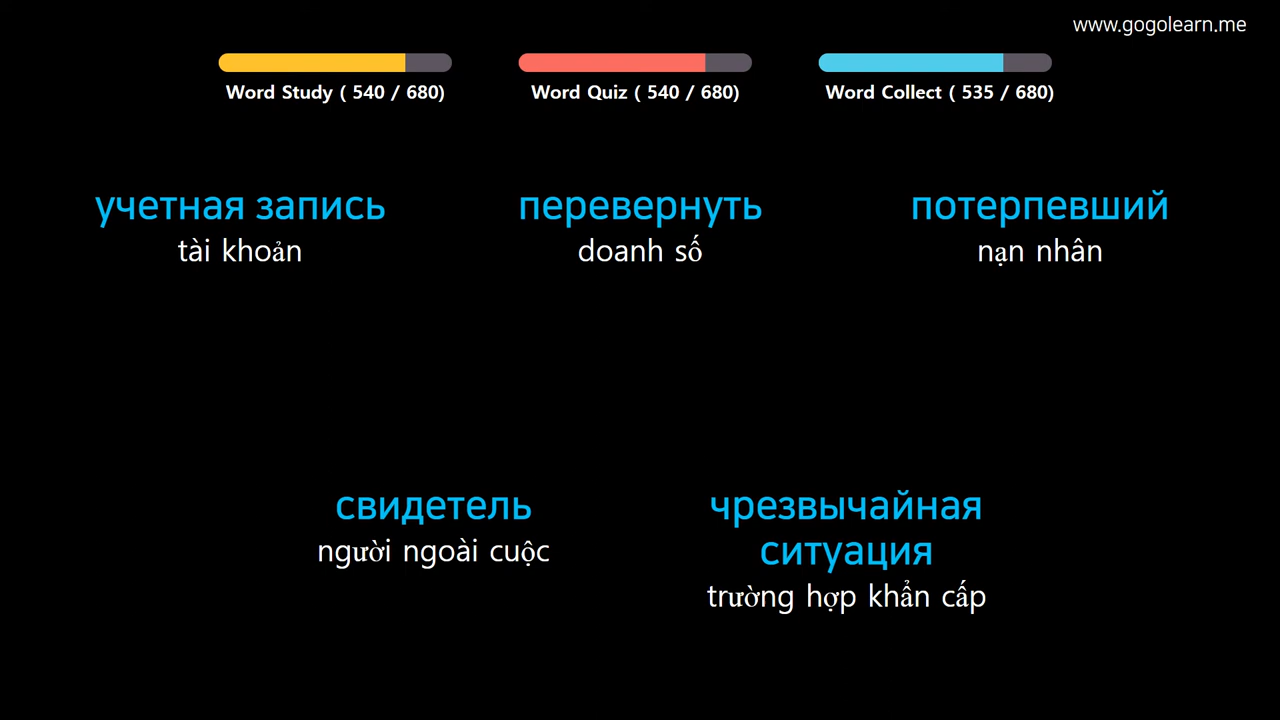 www.gogolearn.me
Word Study ( 540 / 680)
Word Quiz ( 540 / 680)
Word Collect ( 535 / 680)
учетная запись
tài khoản
перевернуть
doanh số
потерпевший
nạn nhân
свидетель
người ngoài cuộc
чрезвычайная
ситуация
trường hợp khẩn cấp